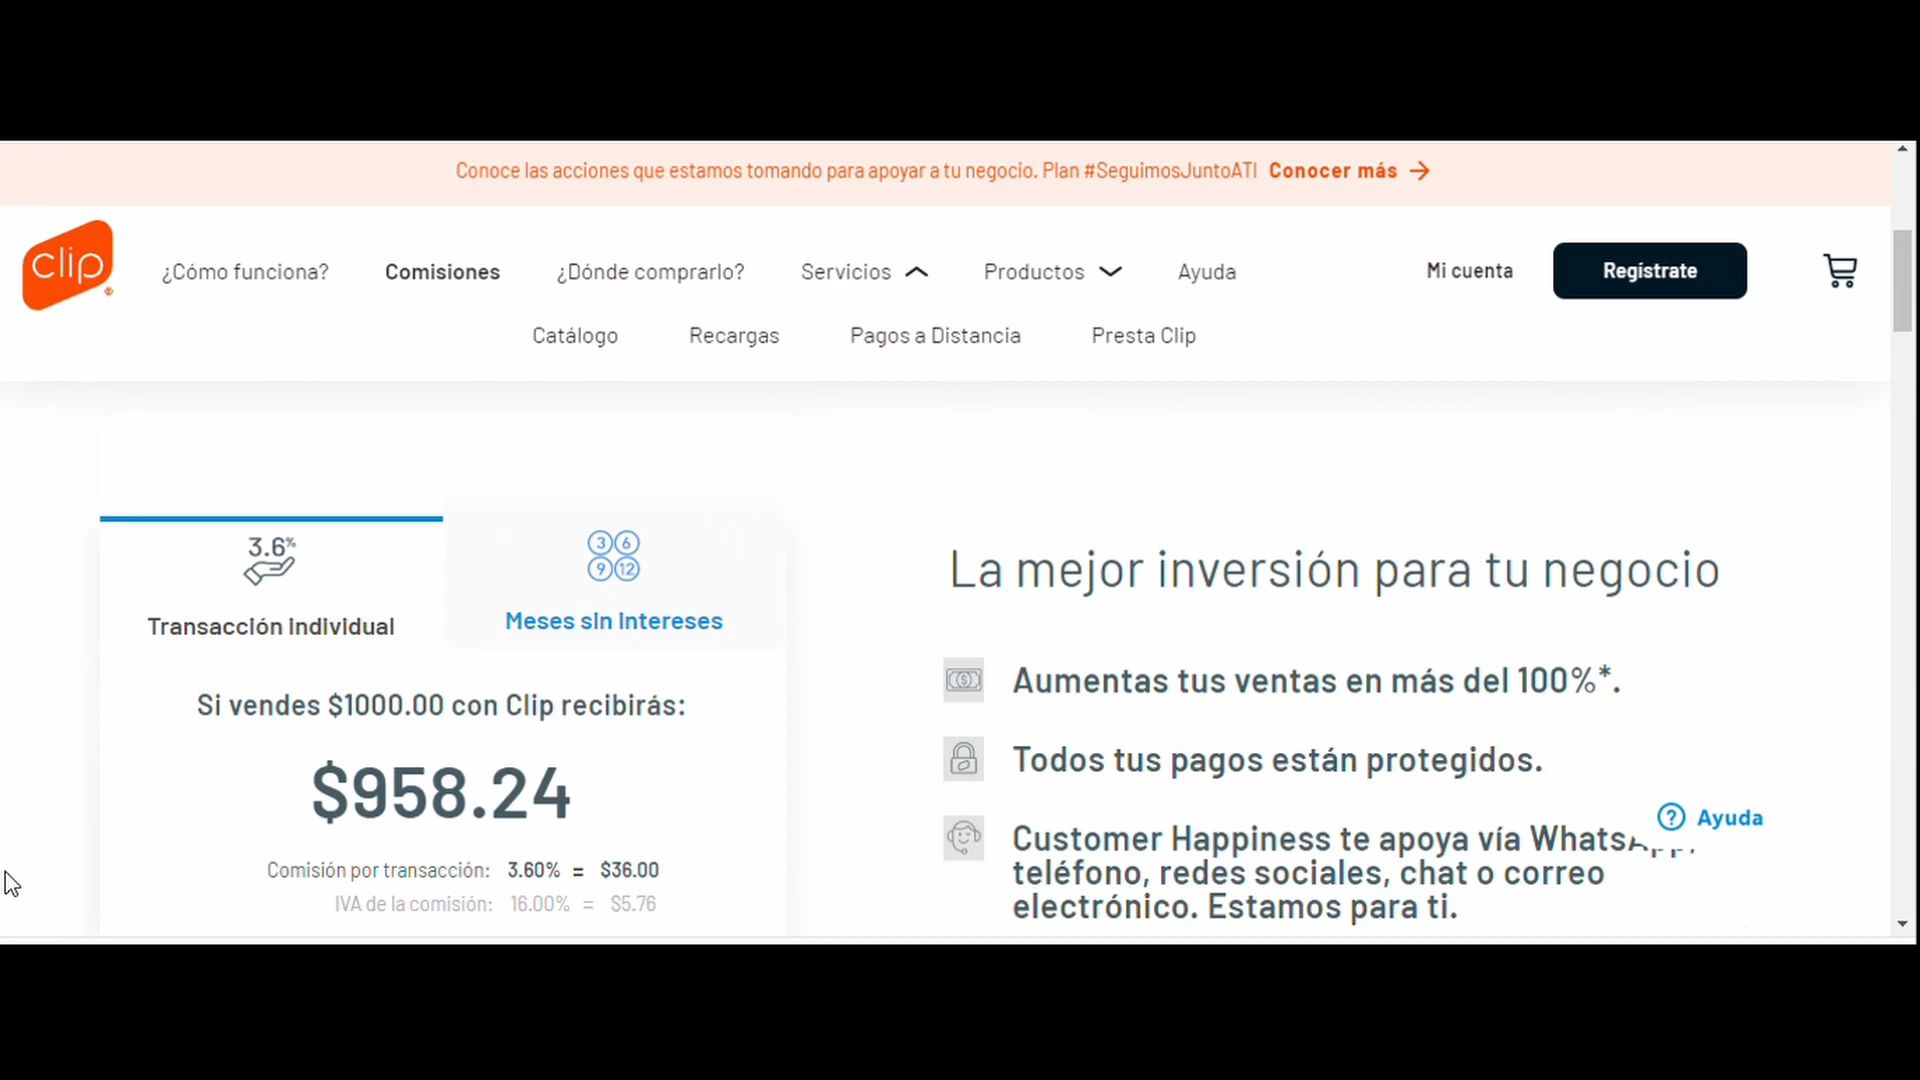 Conoce las acciones que estamos tomando para apoyar a tu negocio. Plan #SeguimosJuntoATI Conocer más
clip
¿Cómo funciona? Comisiones ¿Dónde comprarlo? Servicios Productos Ayuda Mi cuenta Regístrate
Catálogo Recargas Pagos a Distancia Presta Clip
3.6%
3 6
9 12
Transacción individual
Meses sin intereses
Si vendes $1000.00 con Clip recibirás:
$958.24
Comisión por transacción: 3.60% = $36.00
IVA de la comisión: 16.00% = $5.76
La mejor inversión para tu negocio
Aumentas tus ventas en más del 100%*.
Todos tus pagos están protegidos.
Customer Happiness te apoya vía WhatsApp,
teléfono, redes sociales, chat o correo
electrónico. Estamos para ti.
Ayuda